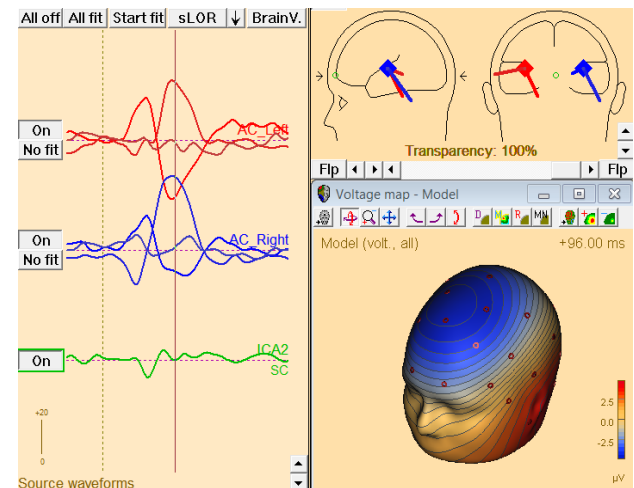 All off All fit Start fit sLOR BrainV.
On
No fit
AC_Left
On
No fit
AC_Right
On
ICA2
SC
+20
0
Source waveforms
Transparency: 100%
Flp Flp
Voltage map - Model
D M R MN
Model (volt., all) +96.00 ms
2.5
0.0
-2.5
µV